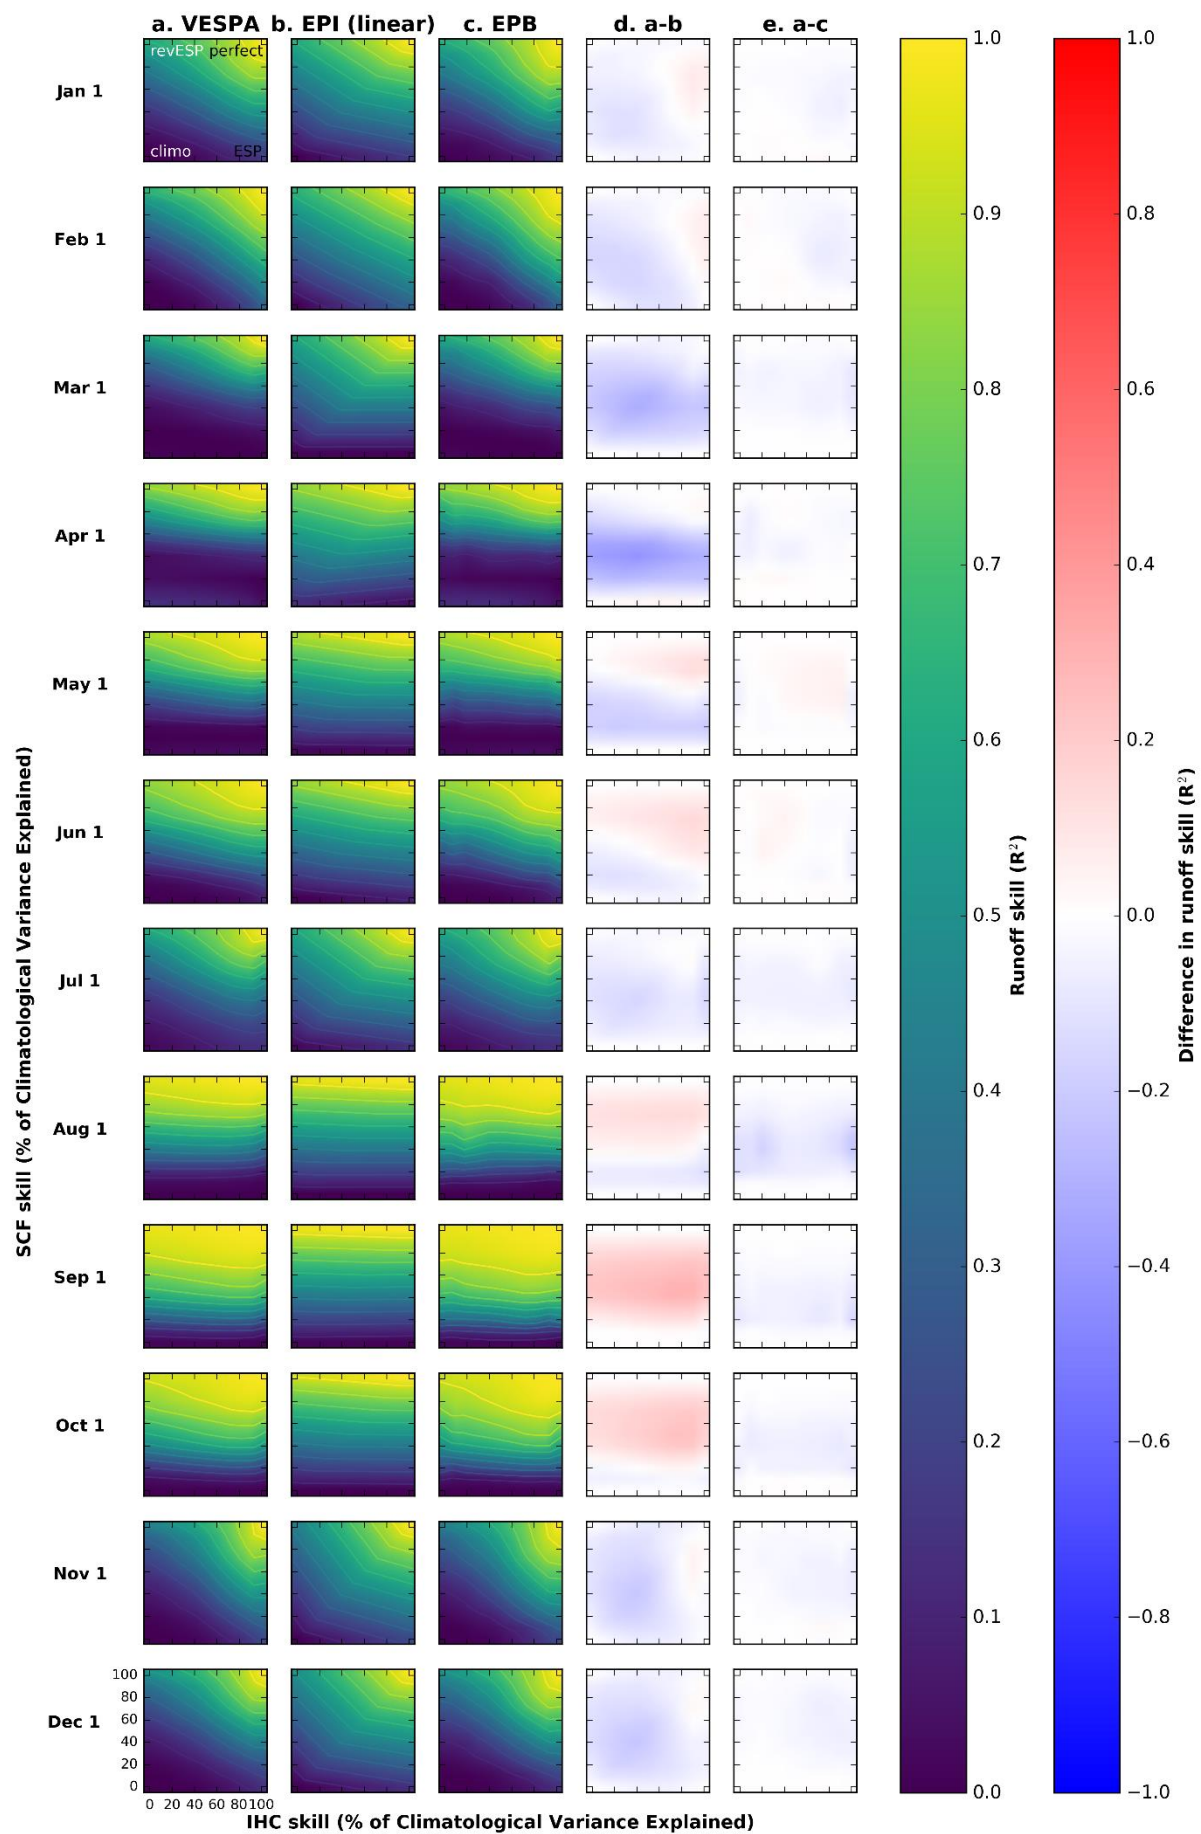 a. VESPA b. EPI (linear) c. EPB d. a-b e. a-c
revESP perfect
climo ESP
Jan 1
Feb 1
Mar 1
Apr 1
May 1
Jun 1
Jul 1
Aug 1
Sep 1
Oct 1
Nov 1
Dec 1
100
80
60
40
20
0
0 20 40 60 80 100
SCF skill (% of Climatological Variance Explained)
IHC skill (% of Climatological Variance Explained)
1.0
0.9
0.8
0.7
0.6
0.5
0.4
0.3
0.2
0.1
0.0
Runoff skill (R²)
1.0
0.8
0.6
0.4
0.2
0.0
−0.2
−0.4
−0.6
−0.8
−1.0
Difference in runoff skill (R²)